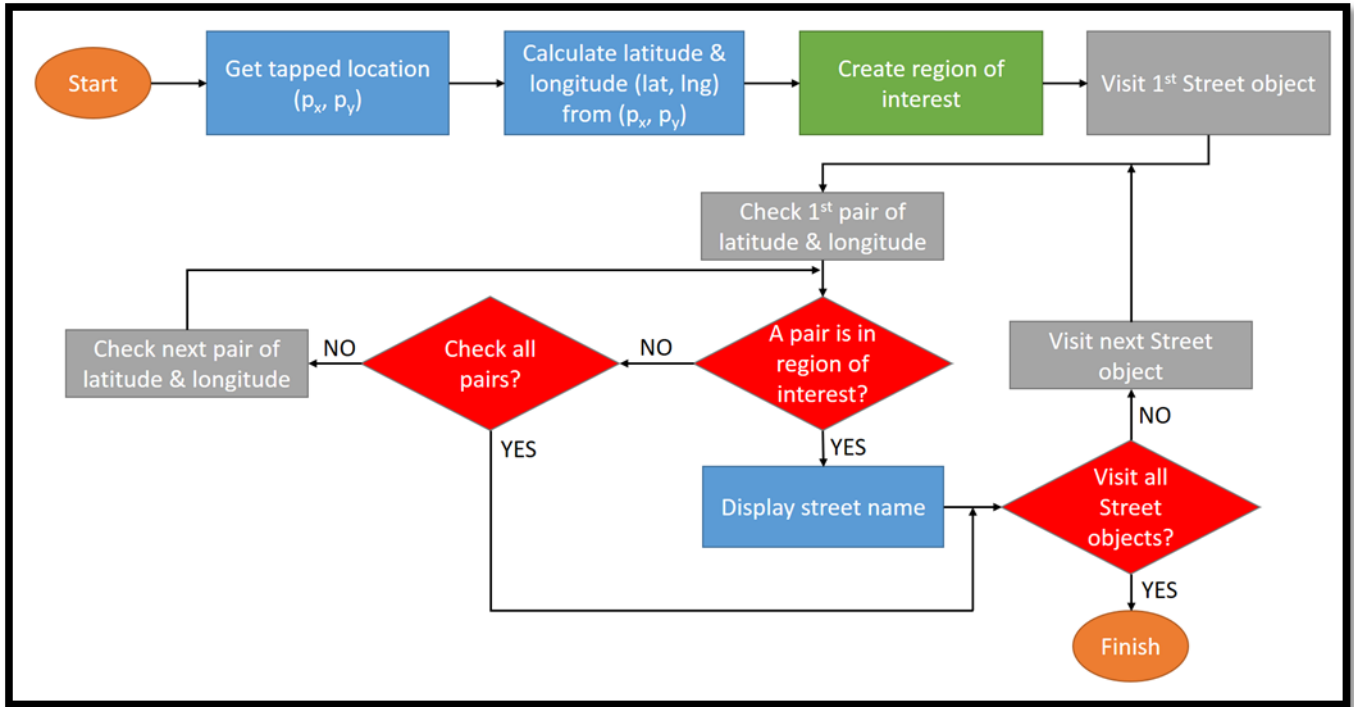 Start
Get tapped location
(pₓ, pᵧ)
Calculate latitude &
longitude (lat, lng)
from (pₓ, pᵧ)
Create region of
interest
Visit 1st Street object
Check 1st pair of
latitude & longitude
Check next pair of
latitude & longitude
NO
Check all
pairs?
NO
A pair is in
region of
interest?
Visit next Street
object
NO
YES
YES
Display street name
Visit all
Street
objects?
YES
Finish